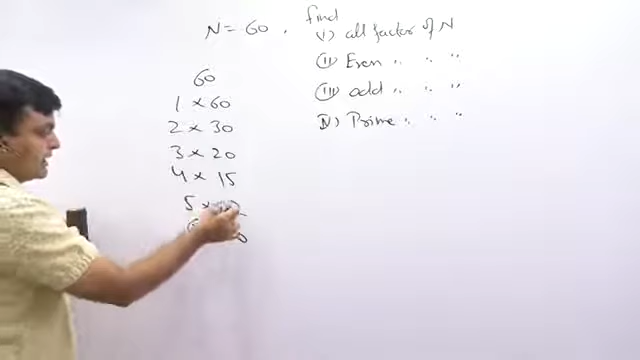 N = 60 , find
(i) all factor of N
(ii) Even " " "
(iii) odd " " "
(iv) Prime " " "
60
1 × 60
2 × 30
3 × 20
4 × 15
5 ×